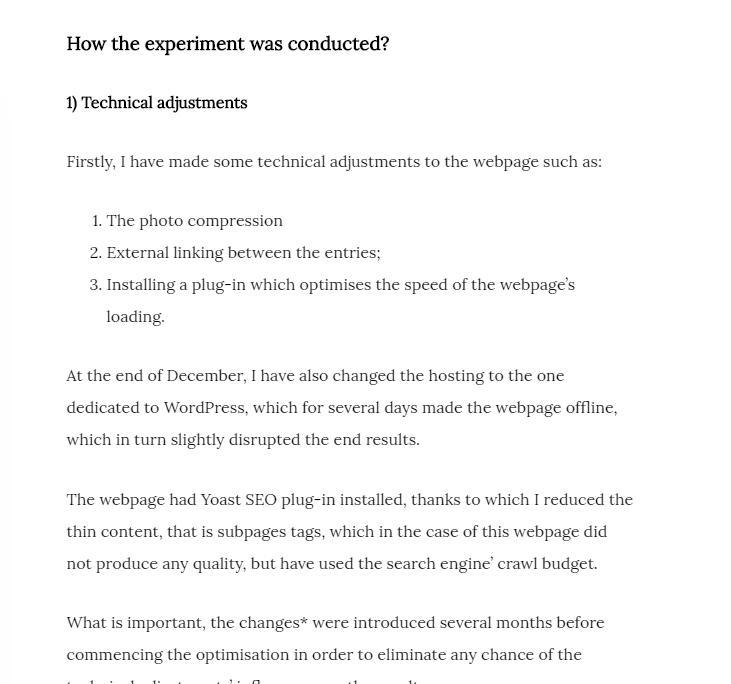 How the experiment was conducted?
1) Technical adjustments
Firstly, I have made some technical adjustments to the webpage such as:
1. The photo compression
2. External linking between the entries;
3. Installing a plug-in which optimises the speed of the webpage's
loading.
At the end of December, I have also changed the hosting to the one
dedicated to WordPress, which for several days made the webpage offline,
which in turn slightly disrupted the end results.
The webpage had Yoast SEO plug-in installed, thanks to which I reduced the
thin content, that is subpages tags, which in the case of this webpage did
not produce any quality, but have used the search engine' crawl budget.
What is important, the changes* were introduced several months before
commencing the optimisation in order to eliminate any chance of the